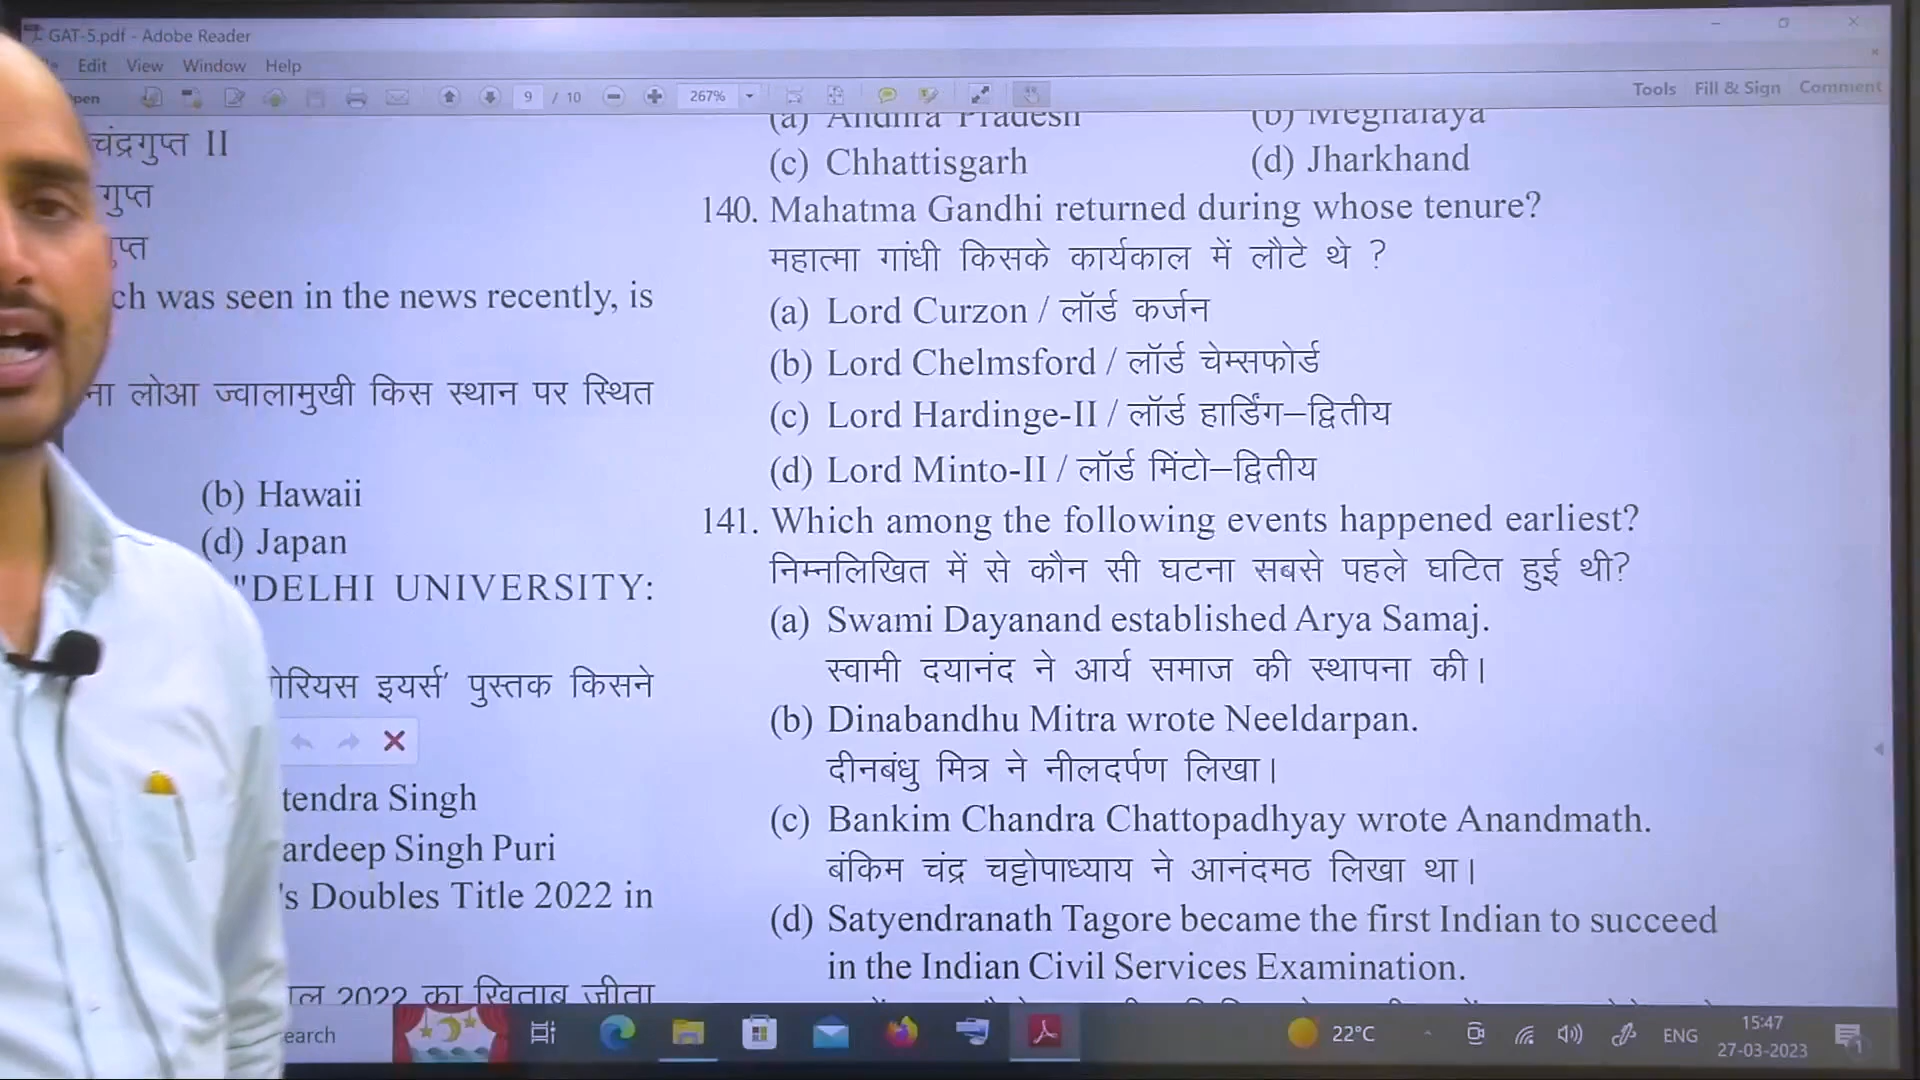 GAT-5.pdf - Adobe Reader
Edit View Window Help
9 / 10 267% Tools Fill & Sign Comment
चंद्रगुप्त II
was seen in the news recently, is
लोआ ज्वालामुखी किस स्थान पर स्थित
(b) Hawaii
(d) Japan
"DELHI UNIVERSITY:
इयर्स' पुस्तक किसने
Singh
Singh Puri
Doubles Title 2022 in
2022 का खिताब जीता
(a) Andhra Pradesh (b) Meghalaya
(c) Chhattisgarh (d) Jharkhand
140. Mahatma Gandhi returned during whose tenure?
महात्मा गांधी किसके कार्यकाल में लौटे थे ?
(a) Lord Curzon / लॉर्ड कर्जन
(b) Lord Chelmsford / लॉर्ड चेम्सफोर्ड
(c) Lord Hardinge-II / लॉर्ड हार्डिंग–द्वितीय
(d) Lord Minto-II / लॉर्ड मिंटो–द्वितीय
141. Which among the following events happened earliest?
निम्नलिखित में से कौन सी घटना सबसे पहले घटित हुई थी?
(a) Swami Dayanand established Arya Samaj.
स्वामी दयानंद ने आर्य समाज की स्थापना की।
(b) Dinabandhu Mitra wrote Neeldarpan.
दीनबंधु मित्र ने नीलदर्पण लिखा।
(c) Bankim Chandra Chattopadhyay wrote Anandmath.
बंकिम चंद्र चट्टोपाध्याय ने आनंदमठ लिखा था।
(d) Satyendranath Tagore became the first Indian to succeed
in the Indian Civil Services Examination.
22°C ENG 15:47
27-03-2023